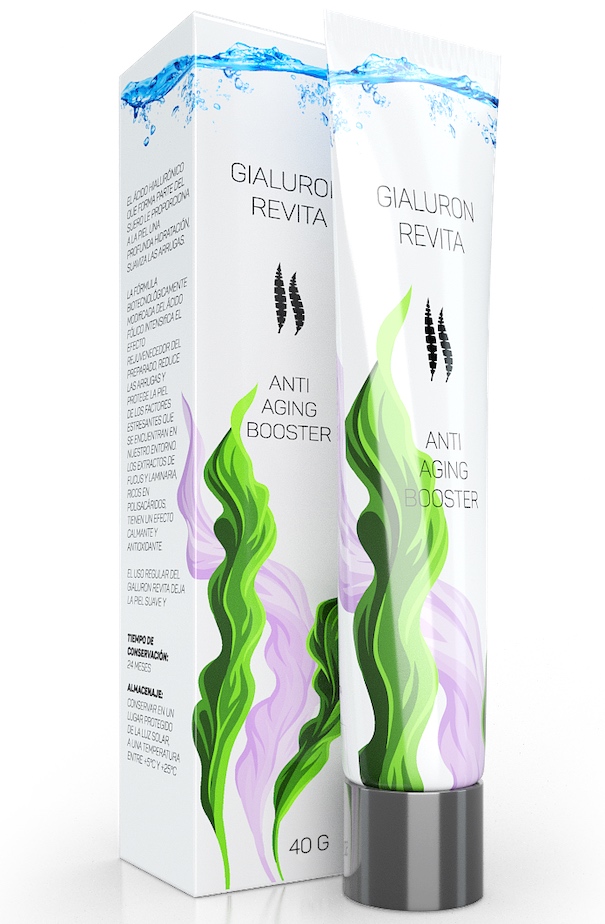 EL ÁCIDO HIALURÓNICO
QUE FORMA PARTE DEL
SUERO LE PROPORCIONA
A LA PIEL UNA
PROFUNDA HIDRATACIÓN,
SUAVIZA LAS ARRUGAS.
LA FÓRMULA
BIOTECNOLÓGICAMENTE
MODIFICADA DEL ÁCIDO
FÓLICO INTENSIFICA EL
EFECTO
REJUVENECEDOR DEL
PREPARADO, REDUCE
LAS ARRUGAS Y
PROTEGE LA PIEL
DE LOS FACTORES
ESTRESANTES QUE
SE ENCUENTRAN EN
NUESTRO ENTORNO
LOS EXTRACTOS DE
FUCUS Y LAMINARIA,
RICOS EN
POLISACÁRIDOS,
TIENEN UN EFECTO
CALMANTE Y
ANTIOXIDANTE
EL USO REGULAR DEL
GIALURON REVITA DEJA
LA PIEL SUAVE Y
TIEMPO DE
CONSERVACIÓN:
24 MESES
ALMACENAJE:
CONSERVAR EN UN
LUGAR PROTEGIDO
DE LA LUZ SOLAR,
A UNA TEMPERATURA
ENTRE +5°C Y +25°C
GIALURON
REVITA
ANTI
AGING
BOOSTER
40 G
GIALURON
REVITA
ANTI
AGING
BOOSTER